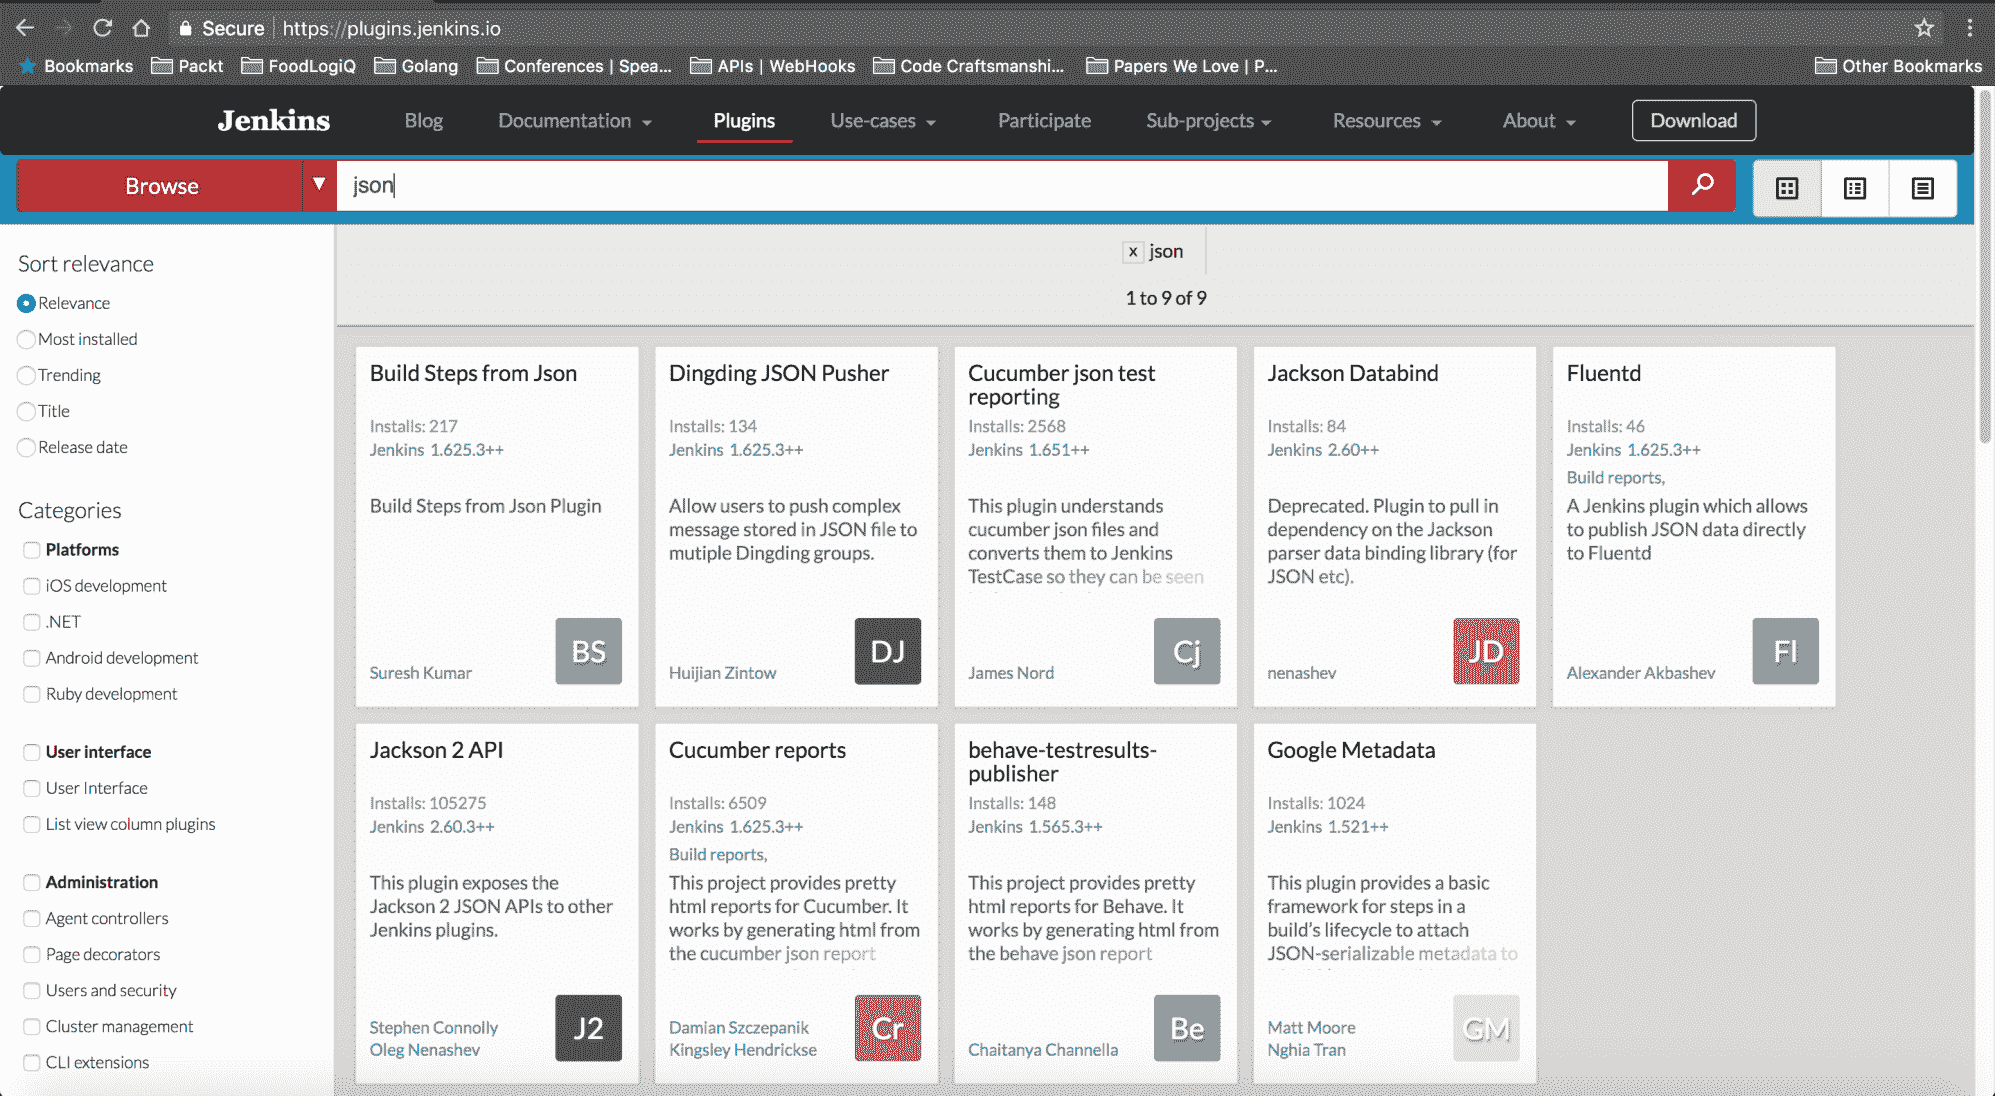 Secure https://plugins.jenkins.io
Bookmarks Packt FoodLogiQ Golang Conferences | Spea... APIs | WebHooks Code Craftsmanshi... Papers We Love | P... Other Bookmarks
Jenkins Blog Documentation Plugins Use-cases Participate Sub-projects Resources About Download
Browse json
x json
1 to 9 of 9
Sort relevance
Relevance
Most installed
Trending
Title
Release date
Categories
Platforms
iOS development
.NET
Android development
Ruby development
User interface
User Interface
List view column plugins
Administration
Agent controllers
Page decorators
Users and security
Cluster management
CLI extensions
Build Steps from Json
Installs: 217
Jenkins 1.625.3++
Build Steps from Json Plugin
Suresh Kumar
BS
Dingding JSON Pusher
Installs: 134
Jenkins 1.625.3++
Allow users to push complex
message stored in JSON file to
mutiple Dingding groups.
Huijian Zintow
DJ
Cucumber json test
reporting
Installs: 2568
Jenkins 1.651++
This plugin understands
cucumber json files and
converts them to Jenkins
TestCase so they can be seen
James Nord
Cj
Jackson Databind
Installs: 84
Jenkins 2.60++
Deprecated. Plugin to pull in
dependency on the Jackson
parser data binding library (for
JSON etc).
nenashev
JD
Fluentd
Installs: 46
Jenkins 1.625.3++
Build reports,
A Jenkins plugin which allows
to publish JSON data directly
to Fluentd
Alexander Akbashev
Fl
Jackson 2 API
Installs: 105275
Jenkins 2.60.3++
This plugin exposes the
Jackson 2 JSON APIs to other
Jenkins plugins.
Stephen Connolly
Oleg Nenashev
J2
Cucumber reports
Installs: 6509
Jenkins 1.625.3++
Build reports,
This project provides pretty
html reports for Cucumber. It
works by generating html from
the cucumber json report
Damian Szczepanik
Kingsley Hendrickse
Cr
behave-testresults-
publisher
Installs: 148
Jenkins 1.565.3++
This project provides pretty
html reports for Behave. It
works by generating html from
the behave json report
Chaitanya Channella
Be
Google Metadata
Installs: 1024
Jenkins 1.521++
This plugin provides a basic
framework for steps in a
build's lifecycle to attach
JSON-serializable metadata to
Matt Moore
Nghia Tran
GM